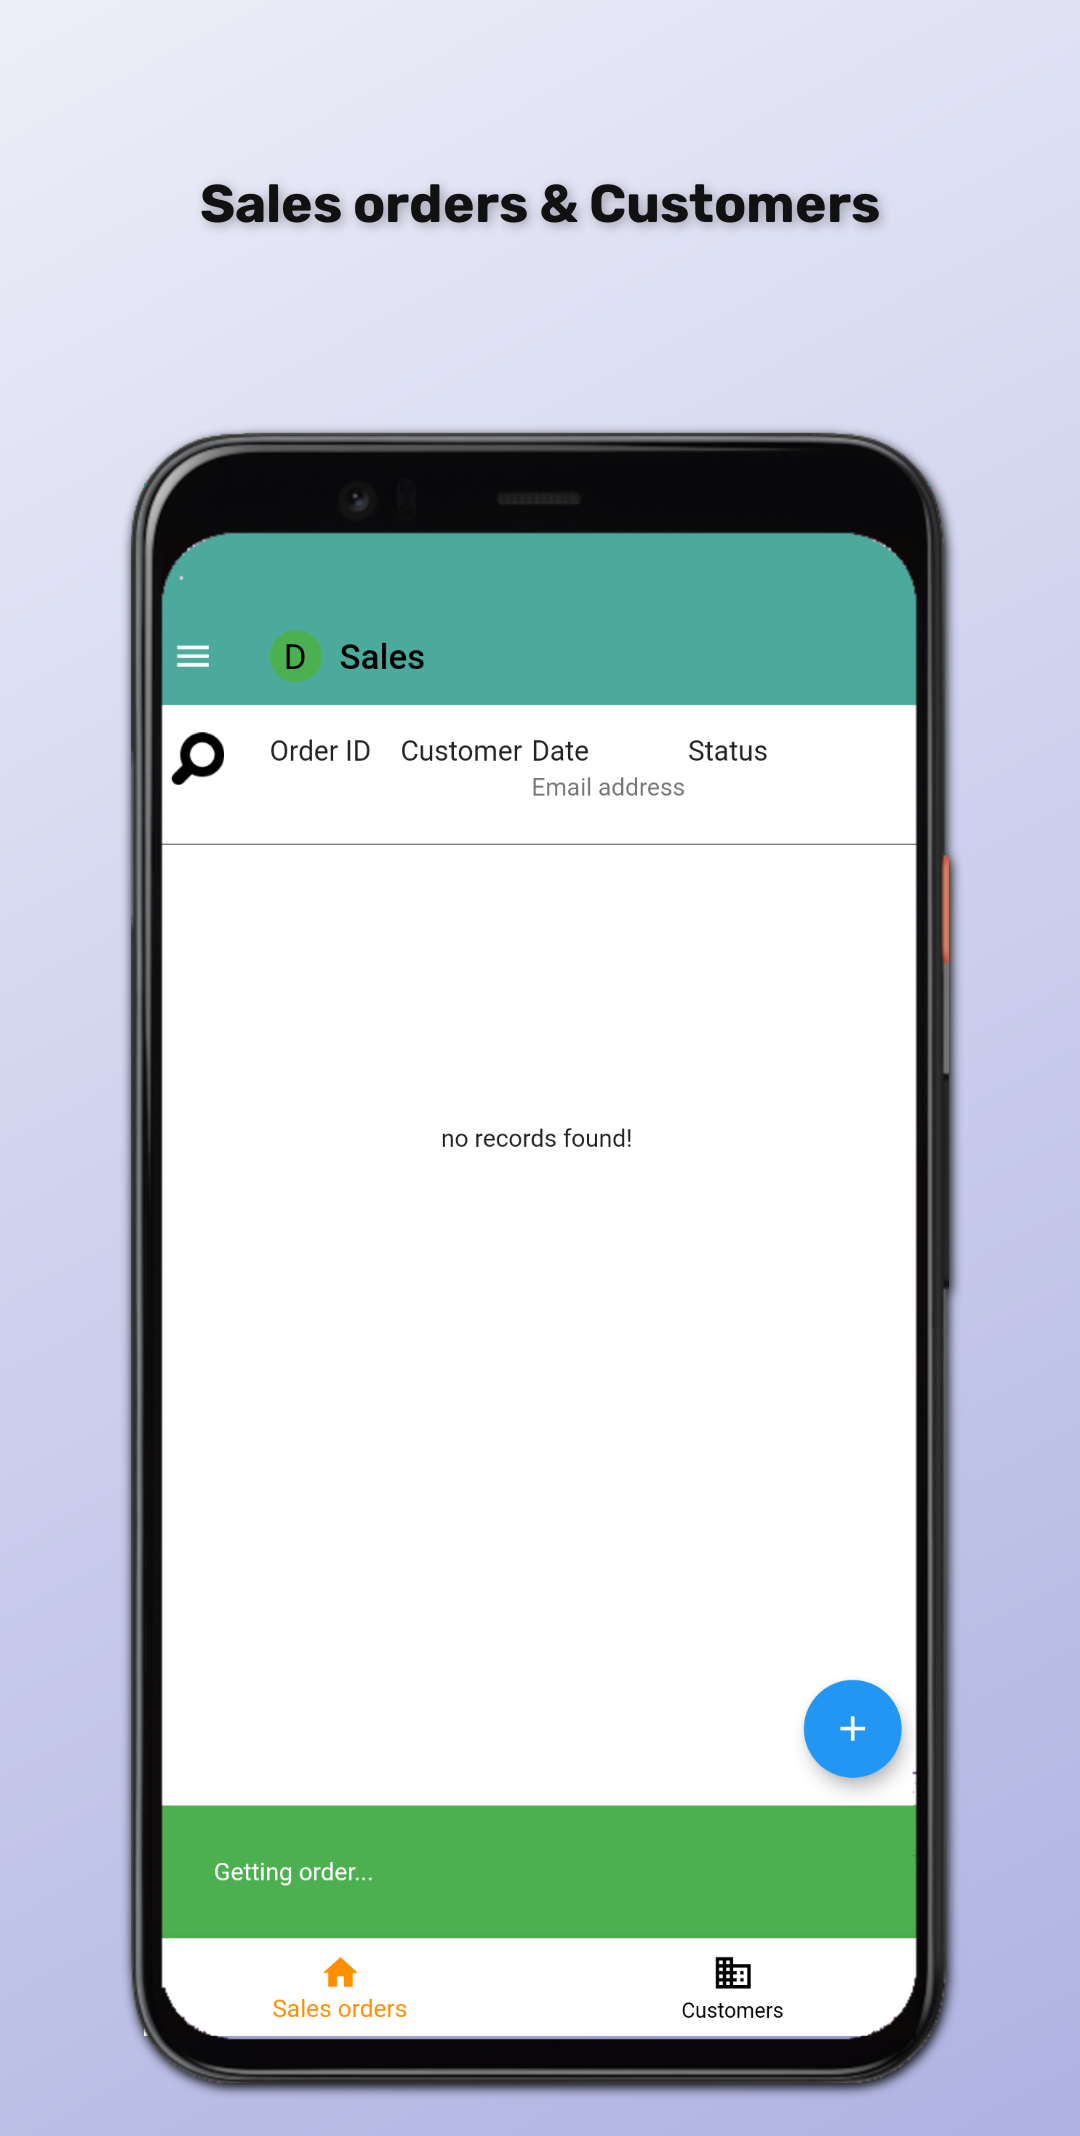 Sales orders & Customers
D Sales
Order ID Customer Date Status
Email address
no records found!
+
Getting order...
Sales orders Customers